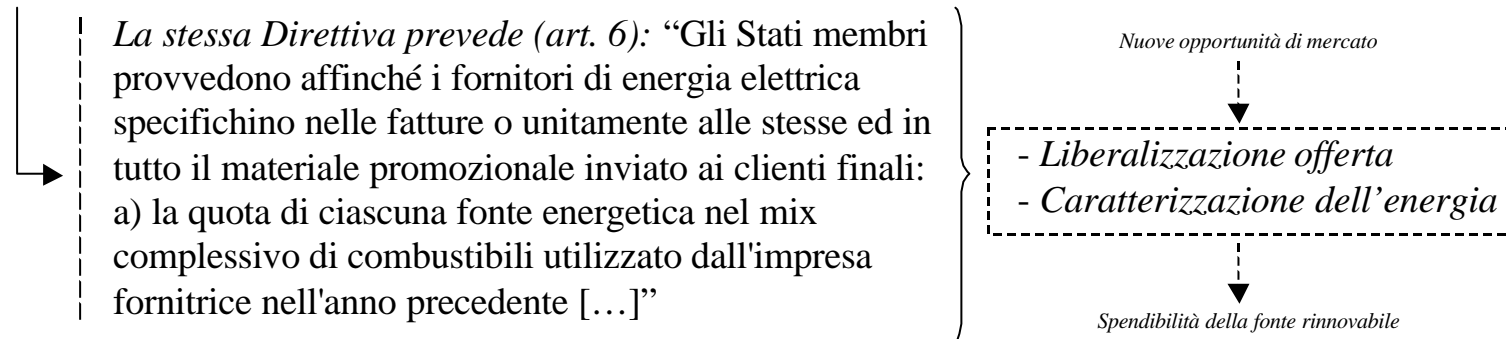 La stessa Direttiva prevede (art. 6): “Gli Stati membri
provvedono affinché i fornitori di energia elettrica
specifichino nelle fatture o unitamente alle stesse ed in
tutto il materiale promozionale inviato ai clienti finali:
a) la quota di ciascuna fonte energetica nel mix
complessivo di combustibili utilizzato dall'impresa
fornitrice nell'anno precedente […]”
Nuove opportunità di mercato
- Liberalizzazione offerta
- Caratterizzazione dell’energia
Spendibilità della fonte rinnovabile